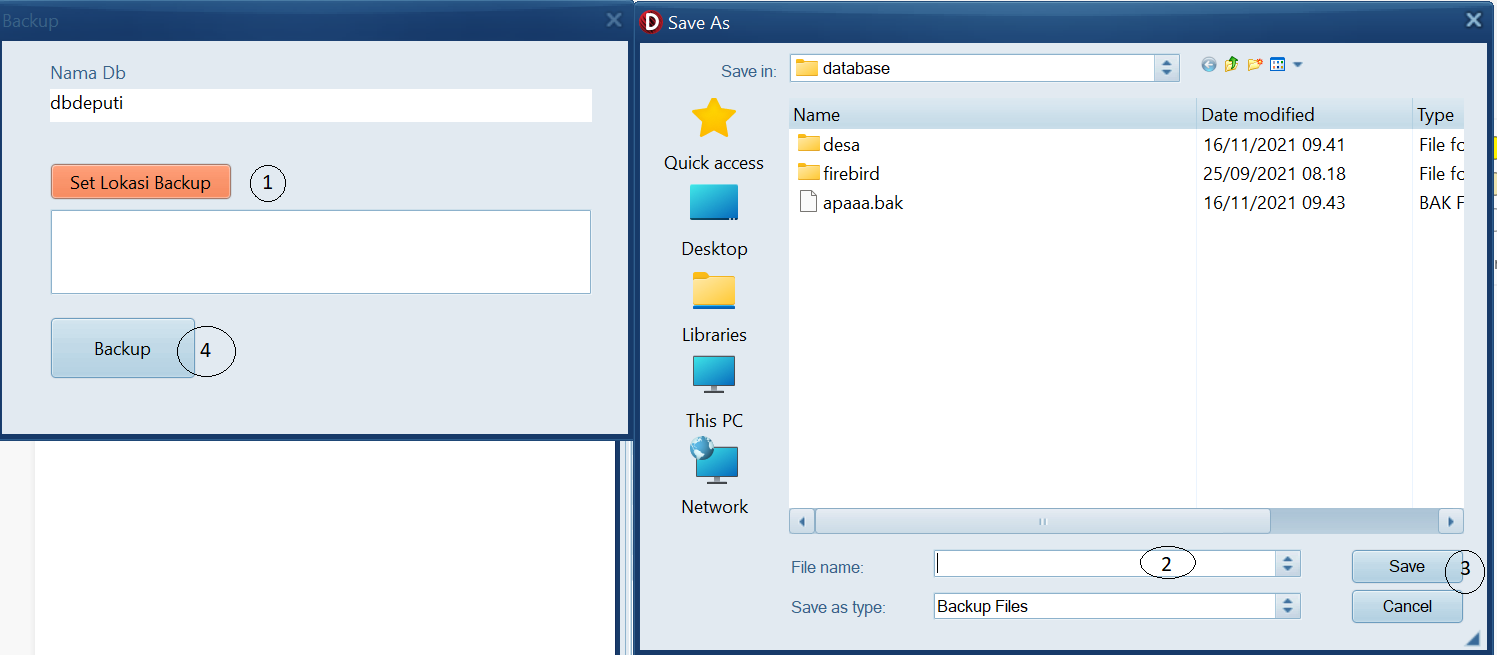 Backup
Nama Db
dbdeputi
Set Lokasi Backup
1
Backup
4
D Save As
Save in:
database
Quick access
Desktop
Libraries
This PC
Network
Name Date modified Type
desa 16/11/2021 09.41 File fo
firebird 25/09/2021 08.18 File fo
apaaa.bak 16/11/2021 09.43 BAK F
File name:
2
Save
3
Save as type:
Backup Files
Cancel